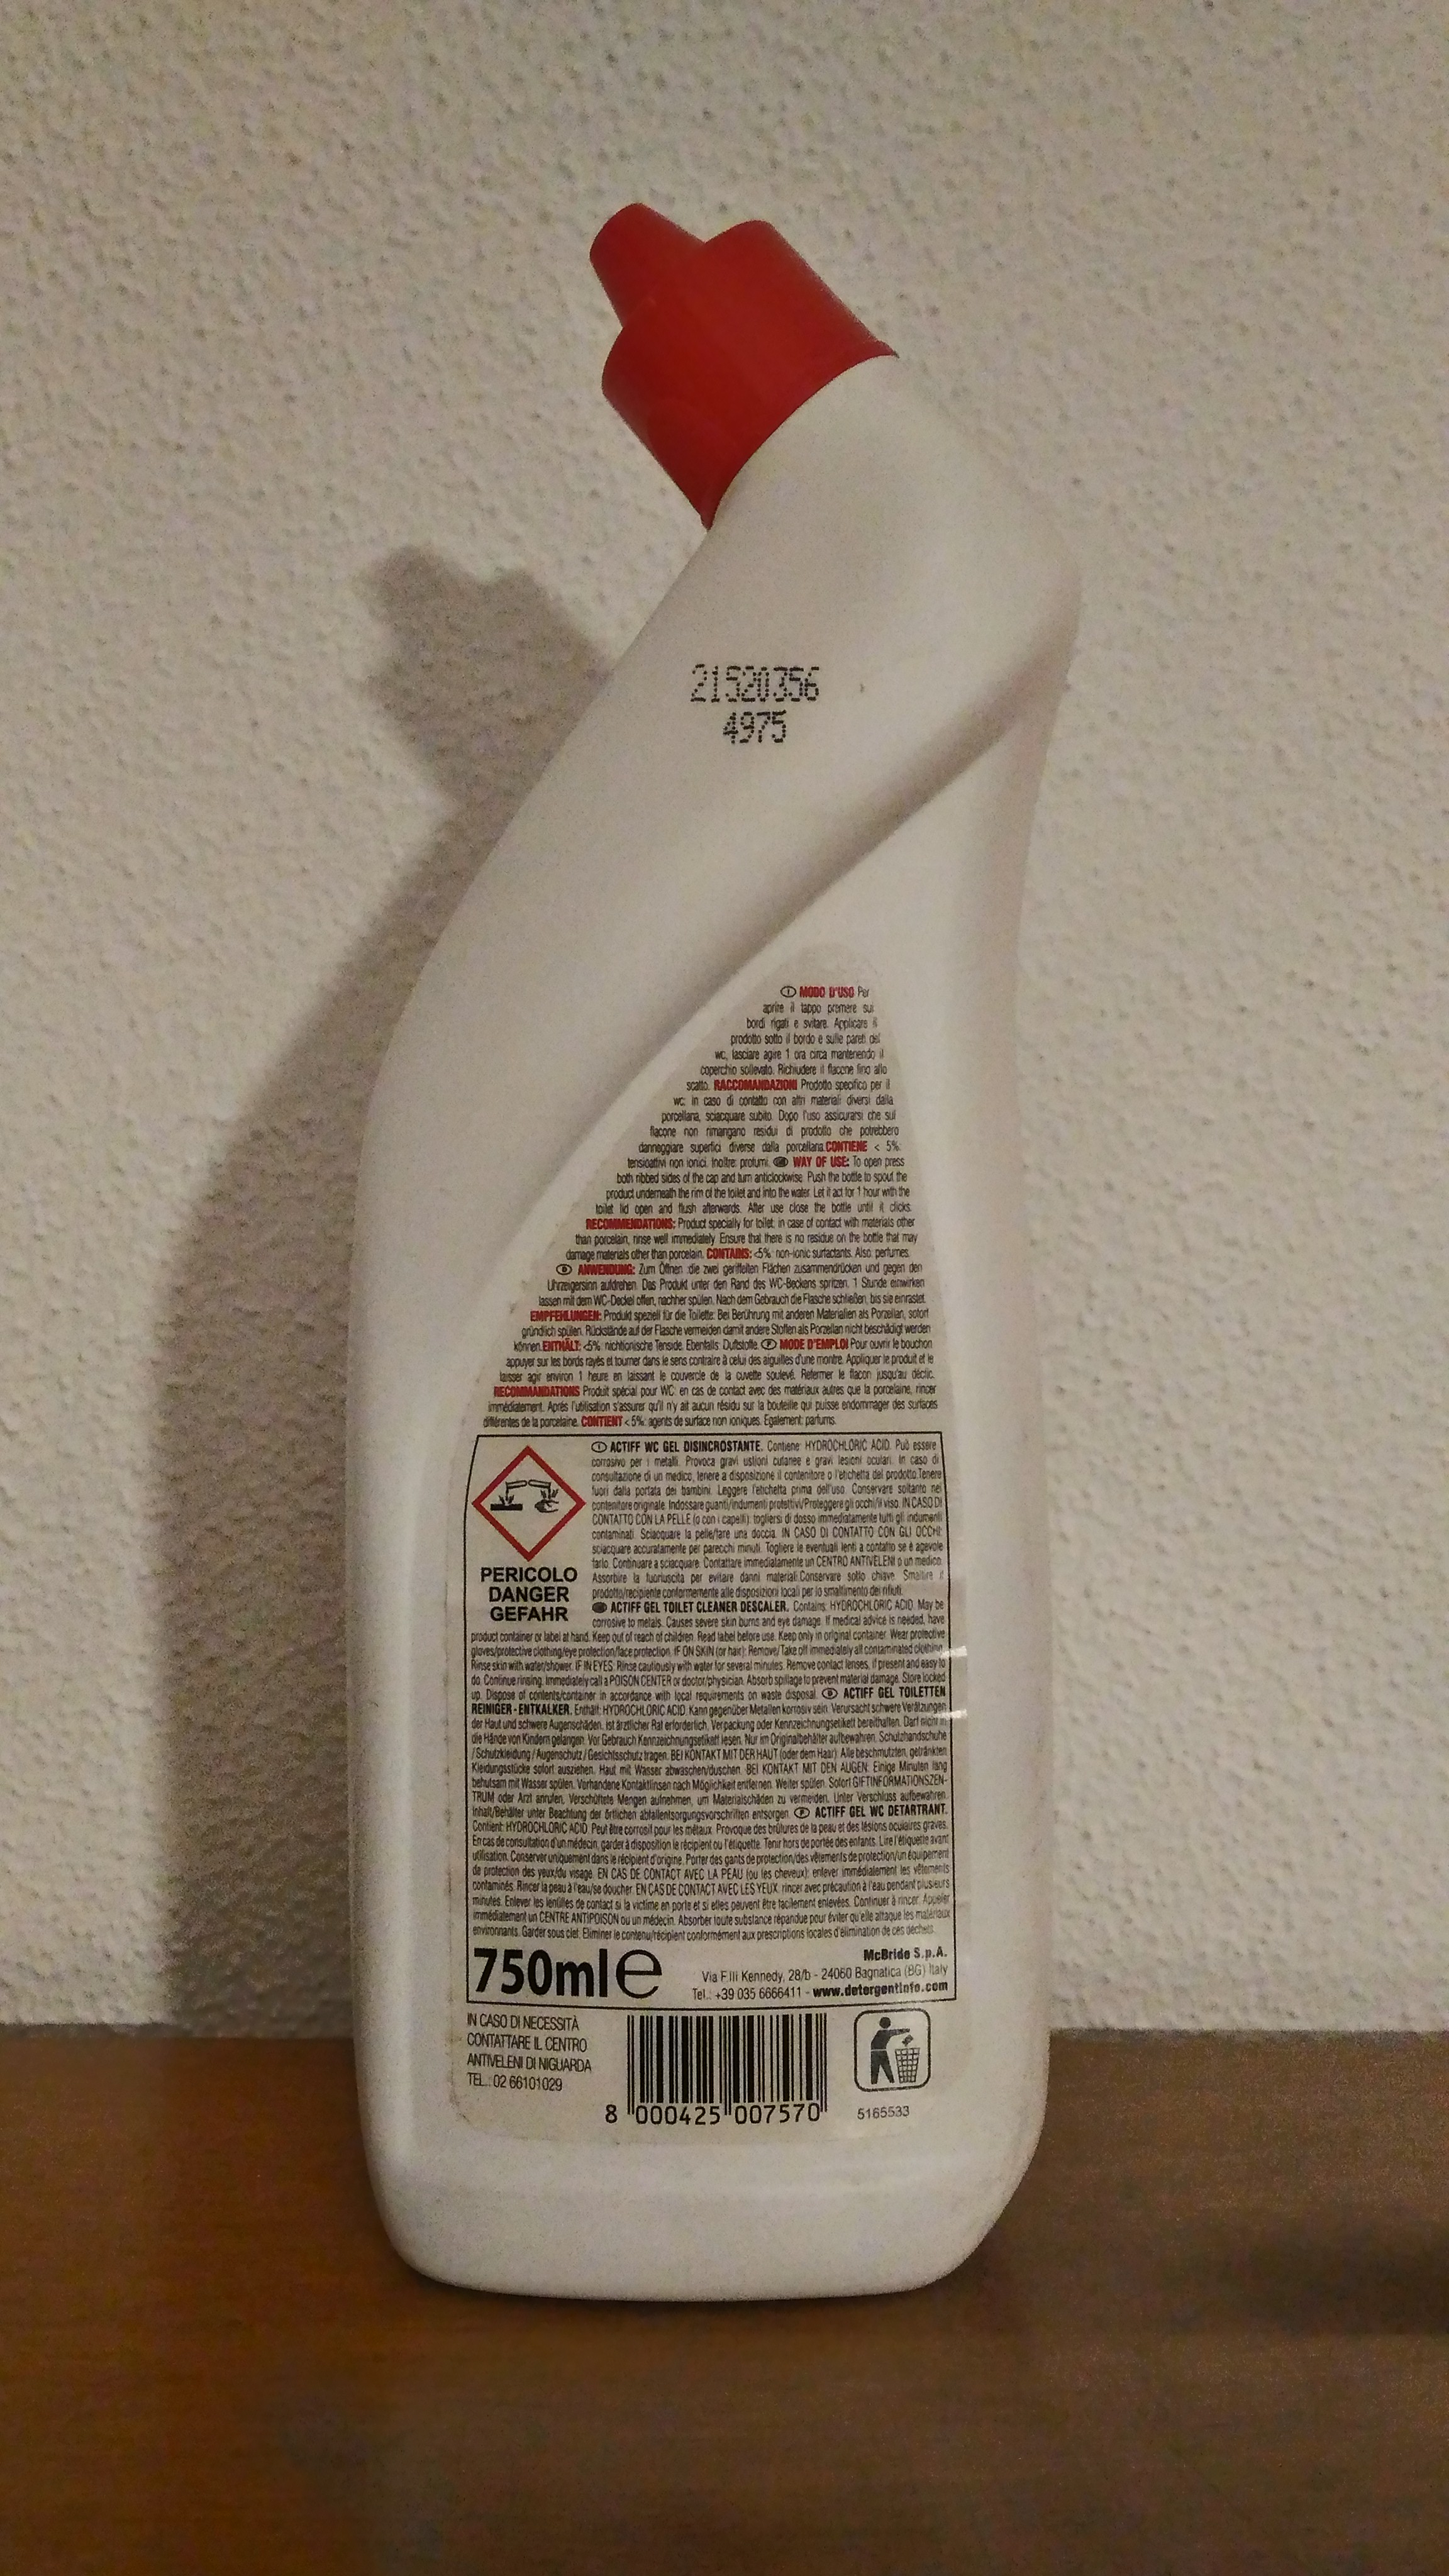 21520356
4975
I MODO D'USO Per
aprire il tappo premere sui
bordi rigati e svitare. Applicare il
prodotto sotto il bordo e sulle pareti del
wc, lasciare agire 1 ora circa mantenendo il
coperchio sollevato. Richiudere il flacone fino allo
scatto. RACCOMANDAZIONI Prodotto specifico per il
wc: in caso di contatto con altri materiali diversi dalla
porcellana, sciacquare subito. Dopo l'uso assicurarsi che sul
flacone non rimangano residui di prodotto che potrebbero
danneggiare superfici diverse dalla porcellana.CONTIENE < 5%:
tensioattivi non ionici. Inoltre: profumi. WAY OF USE: To open press
both ribbed sides of the cap and turn anticlockwise. Push the bottle to spout the
product underneath the rim of the toilet and into the water. Let it act for 1 hour with the
toilet lid open and flush afterwards. After use close the bottle until it clicks.
RECOMMENDATIONS: Product specially for toilet: in case of contact with materials other
than porcelain, rinse well immediately. Ensure that there is no residue on the bottle that may
damage materials other than porcelain. CONTAINS: <5%: non-ionic surfactants. Also: perfumes.
D ANWENDUNG: Zum Öffnen :die zwei geriffelten Flächen zusammendrücken und gegen den
Uhrzeigersinn aufdrehen. Das Produkt unter den Rand des WC-Beckens spritzen. 1 Stunde einwirken
lassen mit dem WC-Deckel offen, nachher spülen. Nach dem Gebrauch die Flasche schließen, bis sie einrastet.
EMPFEHLUNGEN: Produkt speziell für die Toilette: Bei Berührung mit anderen Materialien als Porzellan, sofort
gründlich spülen. Rückstände auf der Flasche vermeiden damit andere Stoffen als Porzellan nicht beschädigt werden
können.ENTHÄLT: <5%: nichtionische Tenside. Ebenfalls: Duftstoffe. F MODE D'EMPLOI Pour ouvrir le bouchon
appuyer sur les bords rayés et tourner dans le sens contraire à celui des aiguilles d'une montre. Appliquer le produit et le
laisser agir environ 1 heure en laissant le couvercle de la cuvette soulevé. Refermer le flacon jusqu'au déclic.
RECOMMANDATIONS Produit spécial pour WC: en cas de contact avec des matériaux autres que la porcelaine, rincer
immédiatement. Après l'utilisation s'assurer qu'il n'y ait aucun résidu sur la bouteille qui puisse endommager des surfaces
différentes de la porcelaine. CONTIENT < 5%: agents de surface non ioniques. Egalement: parfums.
PERICOLO
DANGER
GEFAHR
I ACTIFF WC GEL DISINCROSTANTE. Contiene: HYDROCHLORIC ACID. Può essere
corrosivo per i metalli. Provoca gravi ustioni cutanee e gravi lesioni oculari. In caso di
consultazione di un medico, tenere a disposizione il contenitore o l'etichetta del prodotto.Tenere
fuori dalla portata dei bambini. Leggere l'etichetta prima dell'uso. Conservare soltanto nel
contenitore originale. Indossare guanti/indumenti protettivi/Proteggere gli occhi/il viso. IN CASO DI
CONTATTO CON LA PELLE (o con i capelli): togliersi di dosso immediatamente tutti gli indumenti
contaminati. Sciacquare la pelle/fare una doccia. IN CASO DI CONTATTO CON GLI OCCHI:
sciacquare accuratamente per parecchi minuti. Togliere le eventuali lenti a contatto se è agevole
farlo. Continuare a sciacquare. Contattare immediatamente un CENTRO ANTIVELENI o un medico.
Assorbire la fuoriuscita per evitare danni materiali.Conservare sotto chiave. Smaltire il
prodotto/recipiente conformemente alle disposizioni locali per lo smaltimento dei rifiuti.
ACTIFF GEL TOILET CLEANER DESCALER. Contains: HYDROCHLORIC ACID. May be
corrosive to metals. Causes severe skin burns and eye damage. If medical advice is needed, have
product container or label at hand. Keep out of reach of children. Read label before use. Keep only in original container. Wear protective
gloves/protective clothing/eye protection/face protection. IF ON SKIN (or hair): Remove/Take off immediately all contaminated clothing.
Rinse skin with water/shower. IF IN EYES: Rinse cautiously with water for several minutes. Remove contact lenses, if present and easy to
do. Continue rinsing. Immediately call a POISON CENTER or doctor/physician. Absorb spillage to prevent material damage. Store locked
up. Dispose of contents/container in accordance with local requirements on waste disposal. D ACTIFF GEL TOILETTEN
REINIGER - ENTKALKER. Enthält: HYDROCHLORIC ACID. Kann gegenüber Metallen korrosiv sein. Verursacht schwere Verätzungen
der Haut und schwere Augenschäden. Ist ärztlicher Rat erforderlich, Verpackung oder Kennzeichnungsetikett bereithalten. Darf nicht in
die Hände von Kindern gelangen. Vor Gebrauch Kennzeichnungsetikett lesen. Nur im Originalbehälter aufbewahren. Schutzhandschuhe
/Schutzkleidung / Augenschutz / Gesichtsschutz tragen. BEI KONTAKT MIT DER HAUT (oder dem Haar): Alle beschmutzten, getränkten
Kleidungsstücke sofort ausziehen. Haut mit Wasser abwaschen/duschen. BEI KONTAKT MIT DEN AUGEN: Einige Minuten lang
behutsam mit Wasser spülen. Vorhandene Kontaktlinsen nach Möglichkeit entfernen. Weiter spülen. Sofort GIFTINFORMATIONSZEN-
TRUM oder Arzt anrufen. Verschüttete Mengen aufnehmen, um Materialschäden zu vermeiden. Unter Verschluss aufbewahren.
Inhalt/Behälter unter Beachtung der örtlichen abfallentsorgungsvorschriften entsorgen. F ACTIFF GEL WC DETARTRANT.
Contient: HYDROCHLORIC ACID. Peut être corrosif pour les métaux. Provoque des brûlures de la peau et des lésions oculaires graves.
En cas de consultation d'un médecin, garder à disposition le récipient ou l'étiquette. Tenir hors de portée des enfants. Lire l'étiquette avant
utilisation. Conserver uniquement dans le récipient d'origine. Porter des gants de protection/des vêtements de protection/un équipement
de protection des yeux/du visage. EN CAS DE CONTACT AVEC LA PEAU (ou les cheveux): enlever immédiatement les vêtements
contaminés. Rincer la peau à l'eau/se doucher. EN CAS DE CONTACT AVEC LES YEUX: rincer avec précaution à l'eau pendant plusieurs
minutes. Enlever les lentilles de contact si la victime en porte et si elles peuvent être facilement enlevées. Continuer à rincer. Appeler
immédiatement un CENTRE ANTIPOISON ou un médecin. Absorber toute substance répandue pour éviter qu'elle attaque les matériaux
environnants. Garder sous clef. Eliminer le contenu/récipient conformément aux prescriptions locales d'élimination de ces déchets.
750ml e
McBride S.p.A.
Via F.lli Kennedy, 28/b - 24060 Bagnatica (BG) Italy
Tel.: +39 035 6666411 - www.detergentinfo.com
IN CASO DI NECESSITÀ
CONTATTARE IL CENTRO
ANTIVELENI DI NIGUARDA
TEL.: 02 66101029
8 000425 007570
5165533